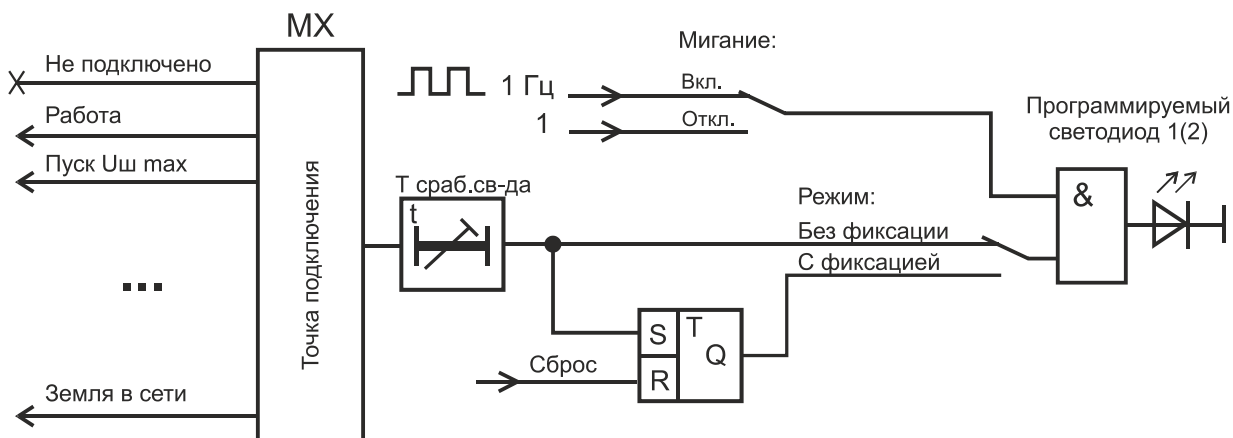 MX
Мигание:
Не подключено
1 Гц
Вкл.
Работа
1
Откл.
Программируемый
светодиод 1(2)
Пуск Uш max
Точка подключения
Т сраб.св-да
t
Режим:
&
Без фиксации
С фиксацией
...
S
T
Q
Сброс
R
Земля в сети